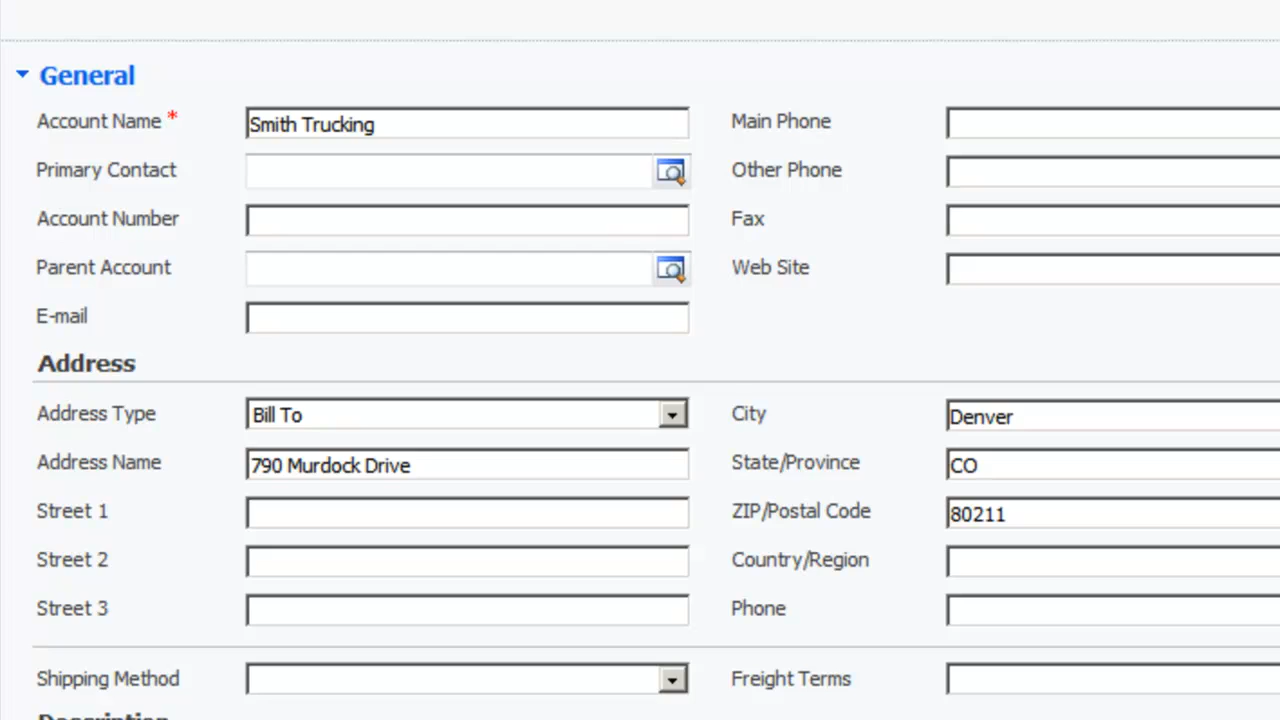 General
Account Name * Smith Trucking Main Phone
Primary Contact Other Phone
Account Number Fax
Parent Account Web Site
E-mail
Address
Address Type Bill To City Denver
Address Name 790 Murdock Drive State/Province CO
Street 1 ZIP/Postal Code 80211
Street 2 Country/Region
Street 3 Phone
Shipping Method Freight Terms
Description